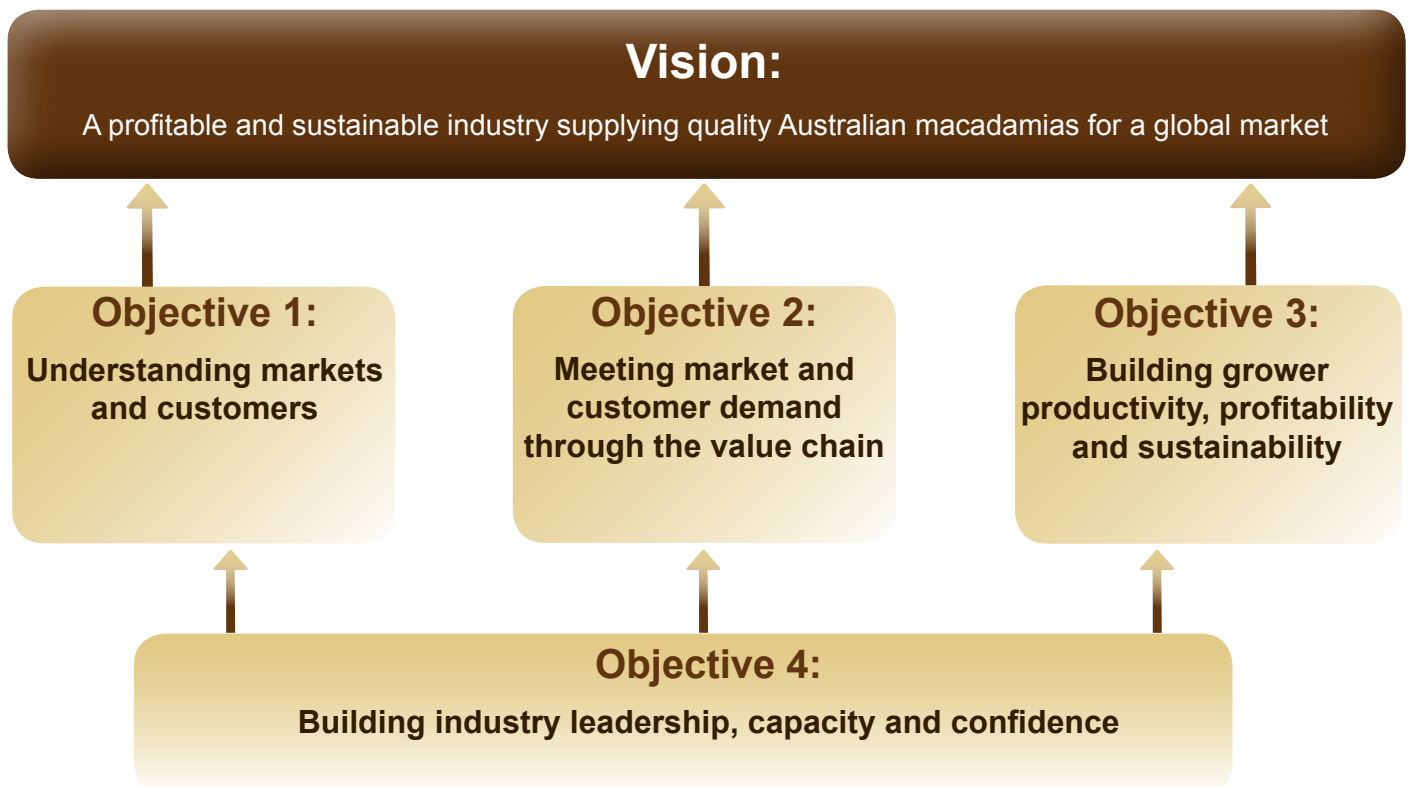 Vision:
A profitable and sustainable industry supplying quality Australian macadamias for a global market
Objective 1:
Understanding markets
and customers
Objective 2:
Meeting market and
customer demand
through the value chain
Objective 3:
Building grower
productivity, profitability
and sustainability
Objective 4:
Building industry leadership, capacity and confidence